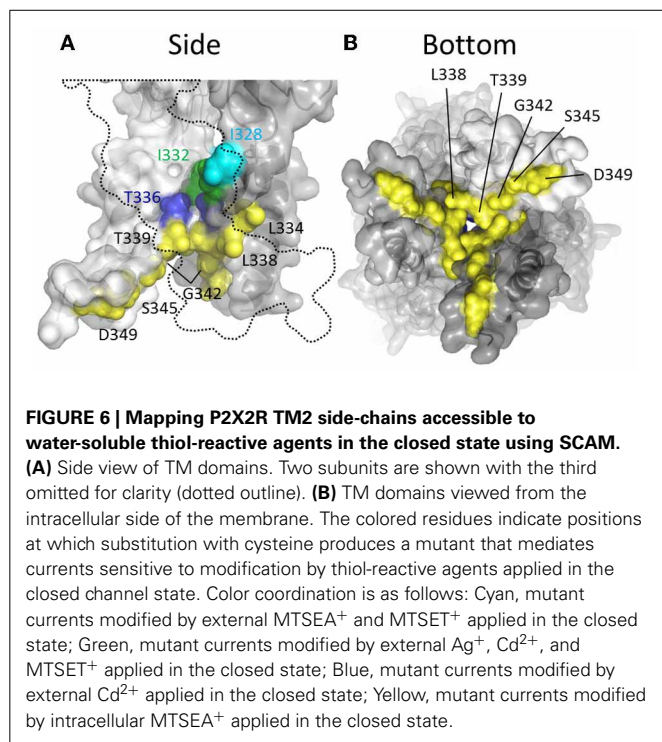 A
Side
B
Bottom
L338
T339
G342
S345
D349
I328
I332
T336
T339
L334
L338
G342
S345
D349
FIGURE 6 | Mapping P2X2R TM2 side-chains accessible to
water-soluble thiol-reactive agents in the closed state using SCAM.
(A) Side view of TM domains. Two subunits are shown with the third
omitted for clarity (dotted outline). (B) TM domains viewed from the
intracellular side of the membrane. The colored residues indicate positions
at which substitution with cysteine produces a mutant that mediates
currents sensitive to modification by thiol-reactive agents applied in the
closed channel state. Color coordination is as follows: Cyan, mutant
currents modified by external MTSEA⁺ and MTSET⁺ applied in the closed
state; Green, mutant currents modified by external Ag⁺, Cd²⁺, and
MTSET⁺ applied in the closed state; Blue, mutant currents modified by
external Cd²⁺ applied in the closed state; Yellow, mutant currents modified
by intracellular MTSEA⁺ applied in the closed state.